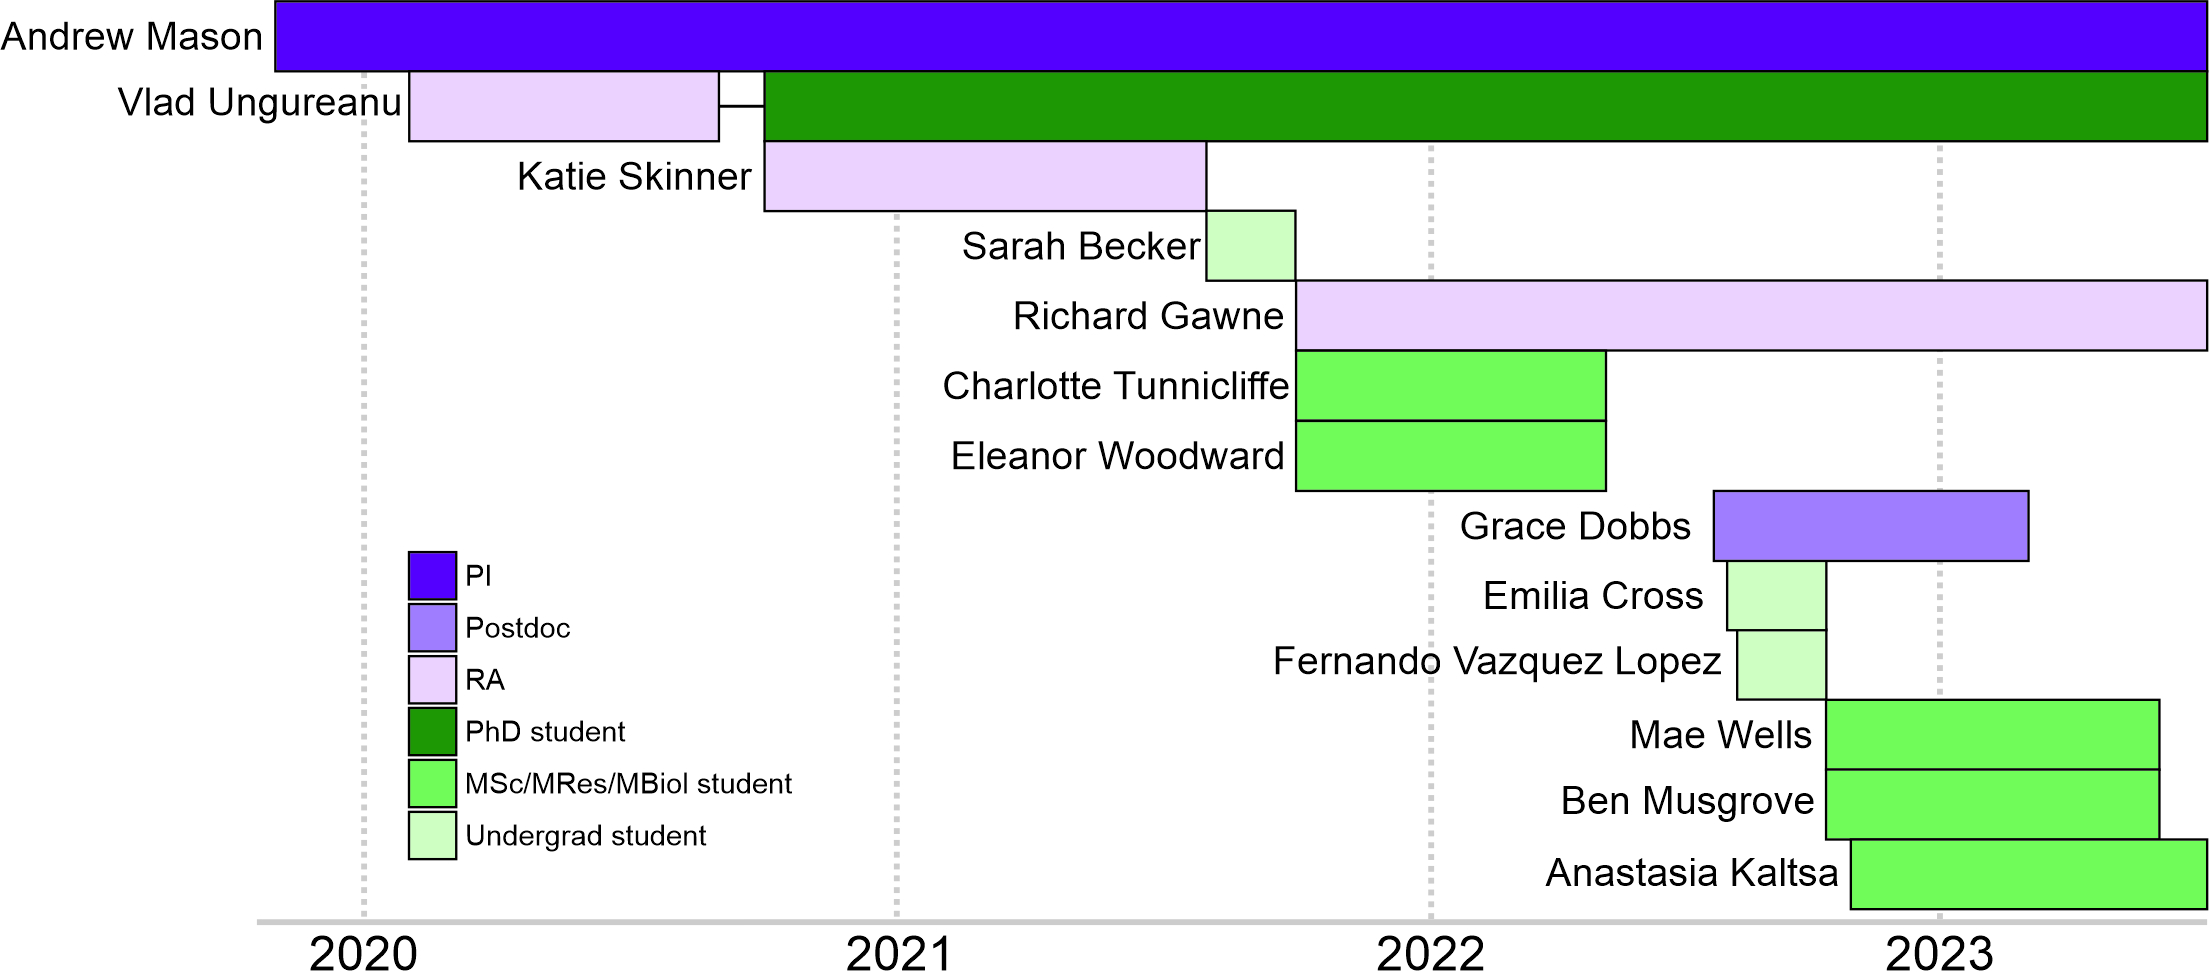 Andrew Mason
Vlad Ungureanu
Katie Skinner
Sarah Becker
Richard Gawne
Charlotte Tunnicliffe
Eleanor Woodward
Grace Dobbs
Emilia Cross
Fernando Vazquez Lopez
Mae Wells
Ben Musgrove
Anastasia Kaltsa
PI
Postdoc
RA
PhD student
MSc/MRes/MBiol student
Undergrad student
2020 2021 2022 2023